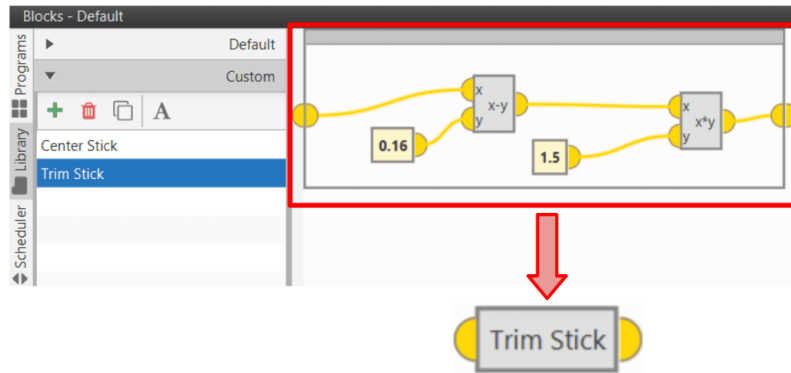 Blocks - Default
Programs
Library
Scheduler
Default
Custom
A
Center Stick
Trim Stick
x
x-y
y
0.16
x
x*y
y
1.5
Trim Stick